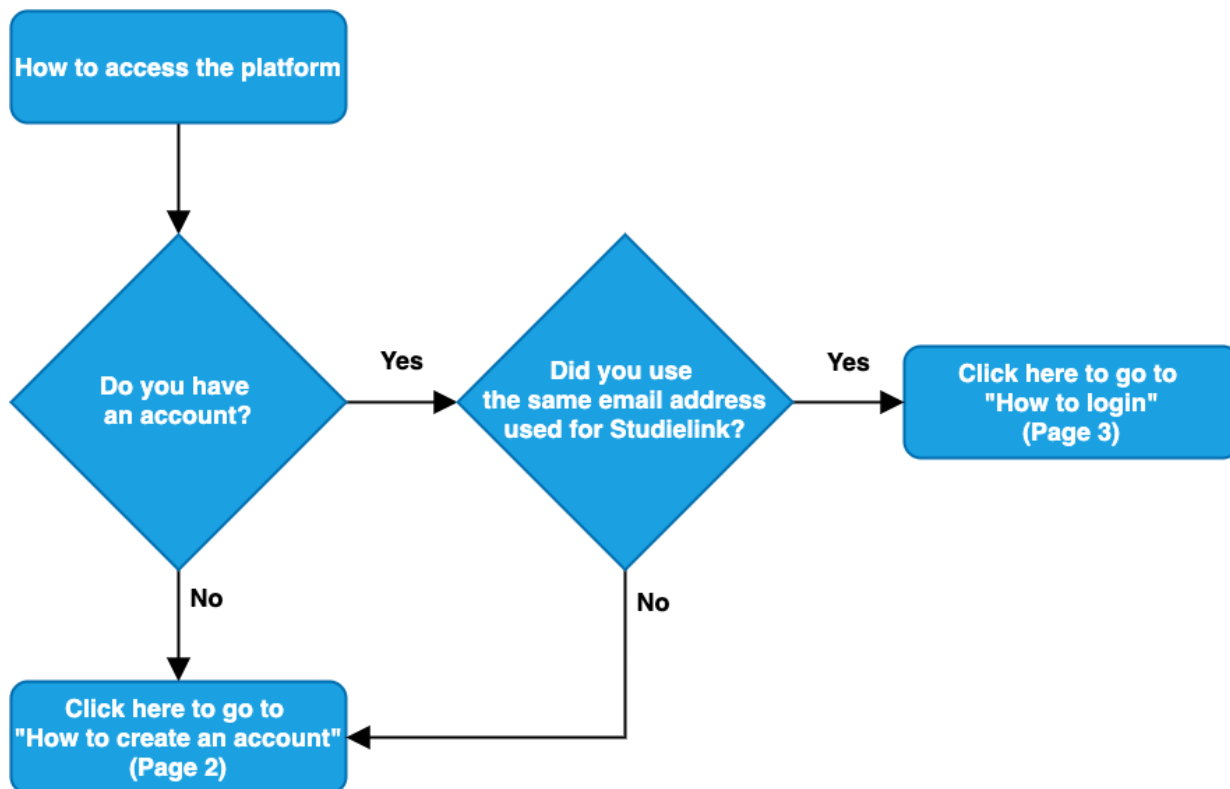 How to access the platform
Do you have
an account?
Yes
Did you use
the same email address
used for Studielink?
Yes
Click here to go to
"How to login"
(Page 3)
No
No
Click here to go to
"How to create an account"
(Page 2)